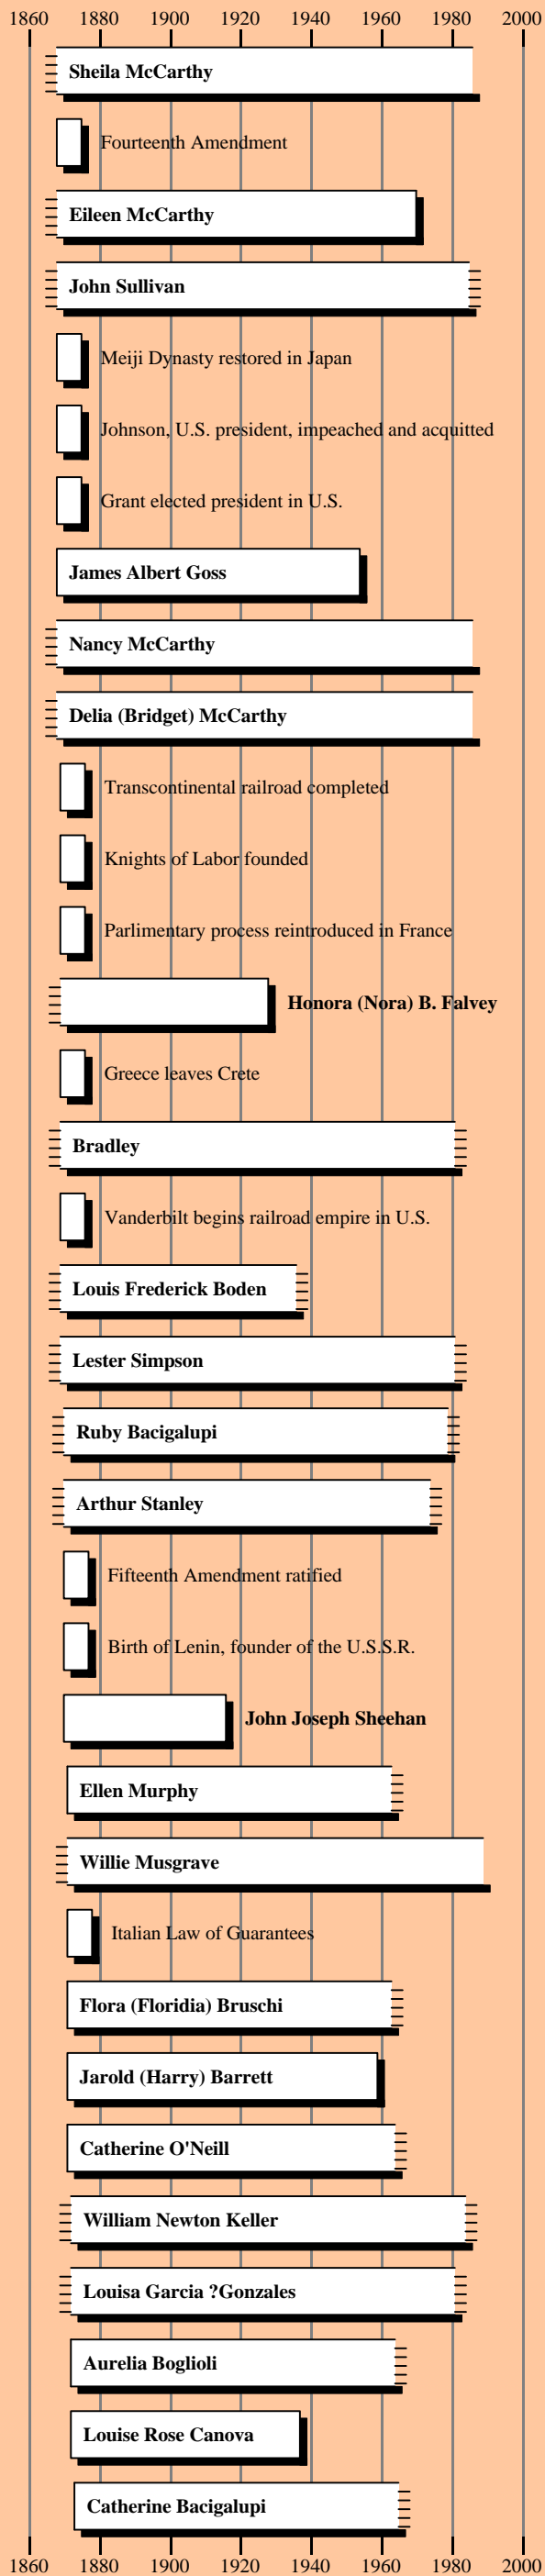 1860 1880 1900 1920 1940 1960 1980 2000
Sheila McCarthy
Fourteenth Amendment
Eileen McCarthy
John Sullivan
Meiji Dynasty restored in Japan
Johnson, U.S. president, impeached and acquitted
Grant elected president in U.S.
James Albert Goss
Nancy McCarthy
Delia (Bridget) McCarthy
Transcontinental railroad completed
Knights of Labor founded
Parlimentary process reintroduced in France
Honora (Nora) B. Falvey
Greece leaves Crete
Bradley
Vanderbilt begins railroad empire in U.S.
Louis Frederick Boden
Lester Simpson
Ruby Bacigalupi
Arthur Stanley
Fifteenth Amendment ratified
Birth of Lenin, founder of the U.S.S.R.
John Joseph Sheehan
Ellen Murphy
Willie Musgrave
Italian Law of Guarantees
Flora (Floridia) Bruschi
Jarold (Harry) Barrett
Catherine O'Neill
William Newton Keller
Louisa Garcia ?Gonzales
Aurelia Boglioli
Louise Rose Canova
Catherine Bacigalupi
1860 1880 1900 1920 1940 1960 1980 2000